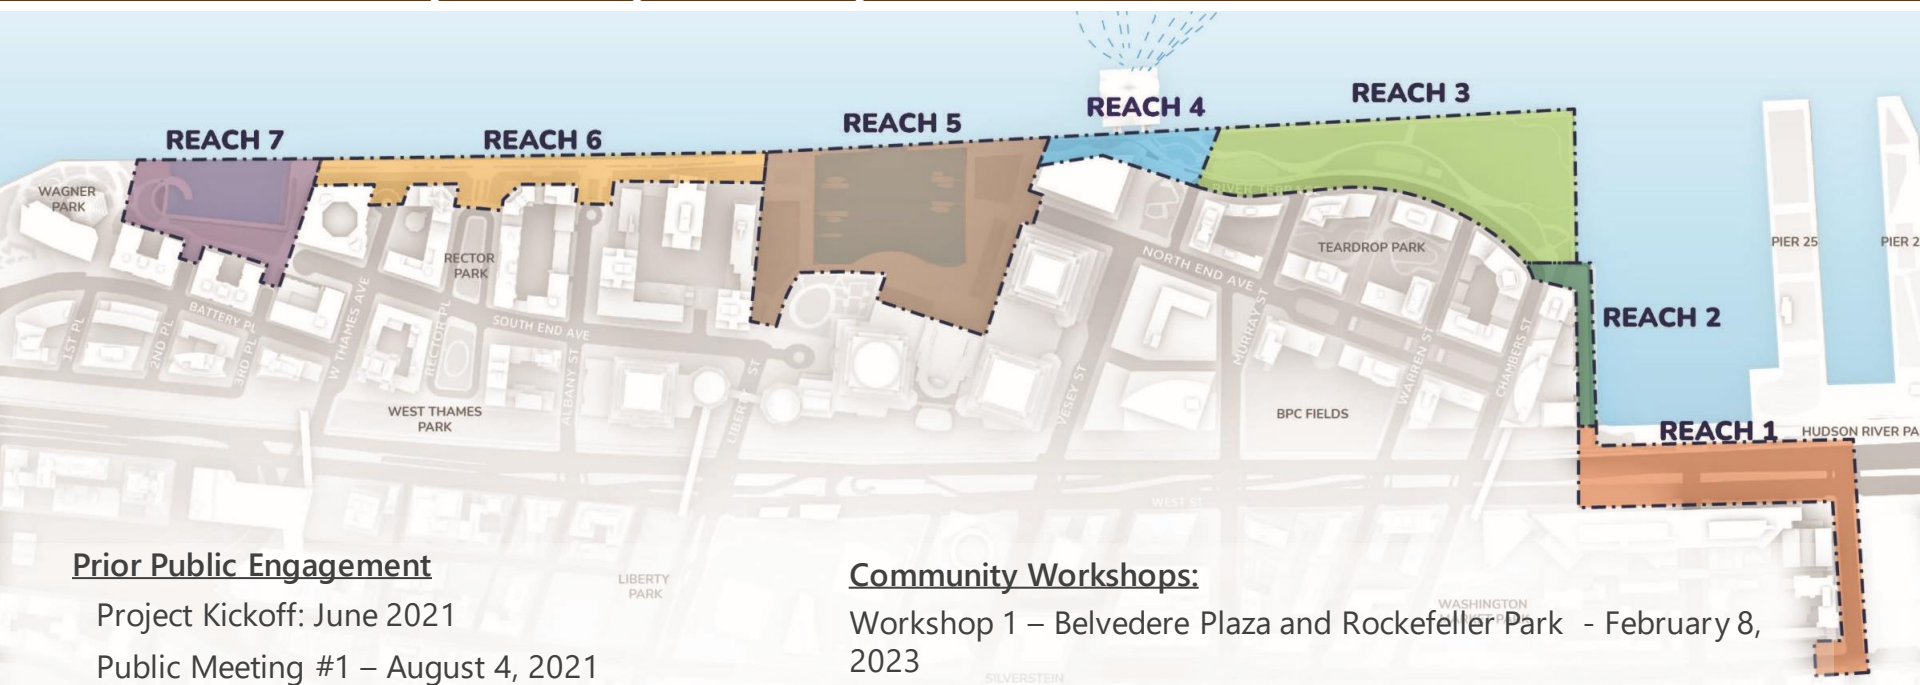 REACH 7
REACH 6
REACH 5
REACH 4
REACH 3
REACH 2
REACH 1
WAGNER
PARK
RECTOR
PARK
TEARDROP PARK
RIVER TERRACE
PIER 25
PIER 2
NORTH END AVE
BATTERY PL
SOUTH END AVE
1ST PL
2ND PL
3RD PL
W THAMES AVE
RECTOR PL
ALBANY ST
LIBERTY ST
VESEY ST
MURRAY ST
WARREN ST
CHAMBERS ST
WEST THAMES
PARK
BPC FIELDS
HUDSON RIVER PA
WEST ST
LIBERTY
PARK
WASHINGTON
SILVERSTEIN
Prior Public Engagement
Project Kickoff: June 2021
Public Meeting #1 – August 4, 2021
Community Workshops:
Workshop 1 – Belvedere Plaza and Rockefeller Park - February 8,
2023